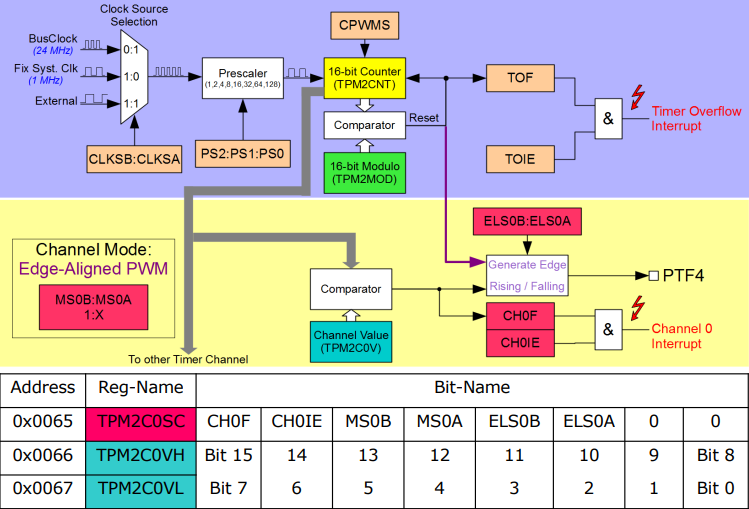 Clock Source
Selection
CPWMS
BusClock
(24 MHz)
0:1
Fix Syst. Clk
(1 MHz)
1:0
External
1:1
Prescaler
(1,2,4,8,16,32,64,128)
16-bit Counter
(TPM2CNT)
TOF
Comparator
Reset
&
Timer Overflow
Interrupt
CLKSB:CLKSA
PS2:PS1:PS0
16-bit Modulo
(TPM2MOD)
TOIE
ELS0B:ELS0A
Channel Mode:
Edge-Aligned PWM
MS0B:MS0A
1:X
Comparator
Generate Edge
Rising / Falling
PTF4
Channel Value
(TPM2C0V)
CH0F
CH0IE
&
Channel 0
Interrupt
To other Timer Channel
Address Reg-Name Bit-Name
0x0065 TPM2C0SC CH0F CH0IE MS0B MS0A ELS0B ELS0A 0 0
0x0066 TPM2C0VH Bit 15 14 13 12 11 10 9 Bit 8
0x0067 TPM2C0VL Bit 7 6 5 4 3 2 1 Bit 0